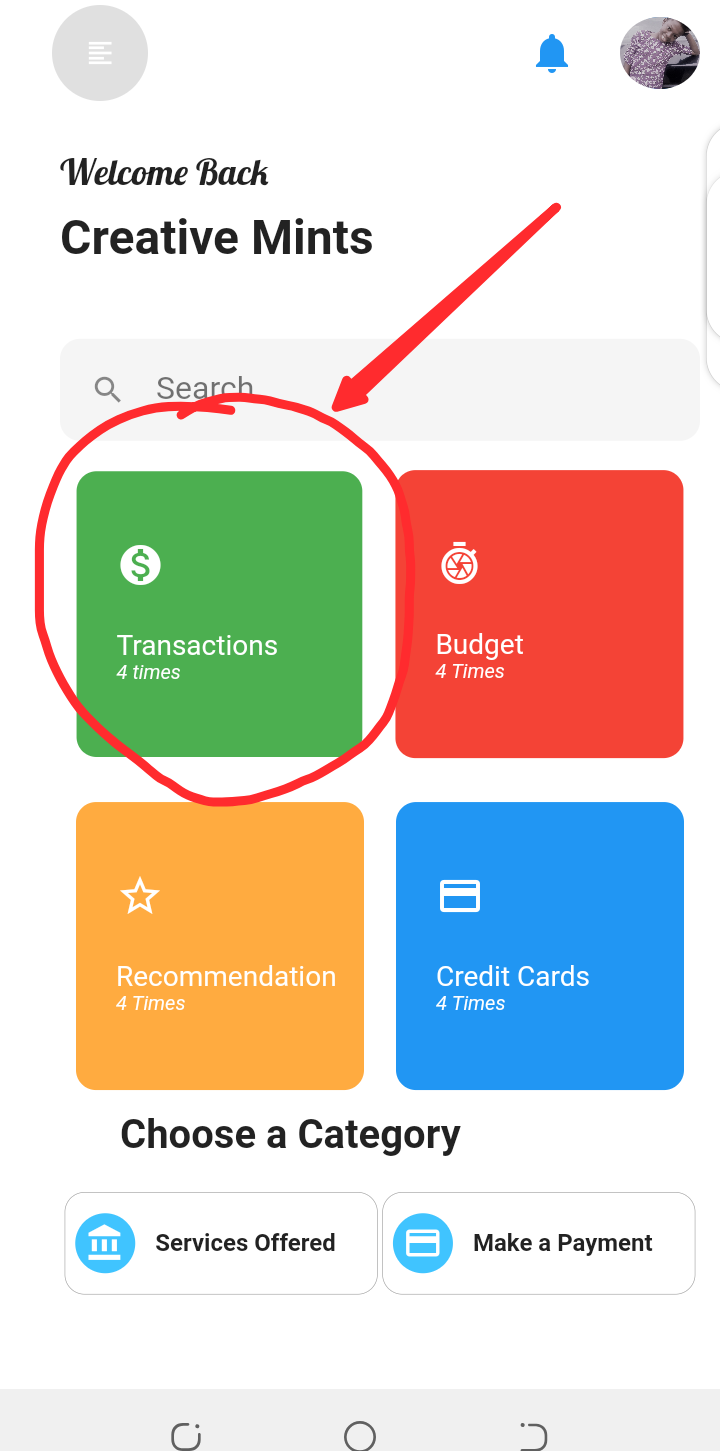 Welcome Back
Creative Mints
Search
Transactions
4 times
Budget
4 Times
Recommendation
4 Times
Credit Cards
4 Times
Choose a Category
Services Offered
Make a Payment